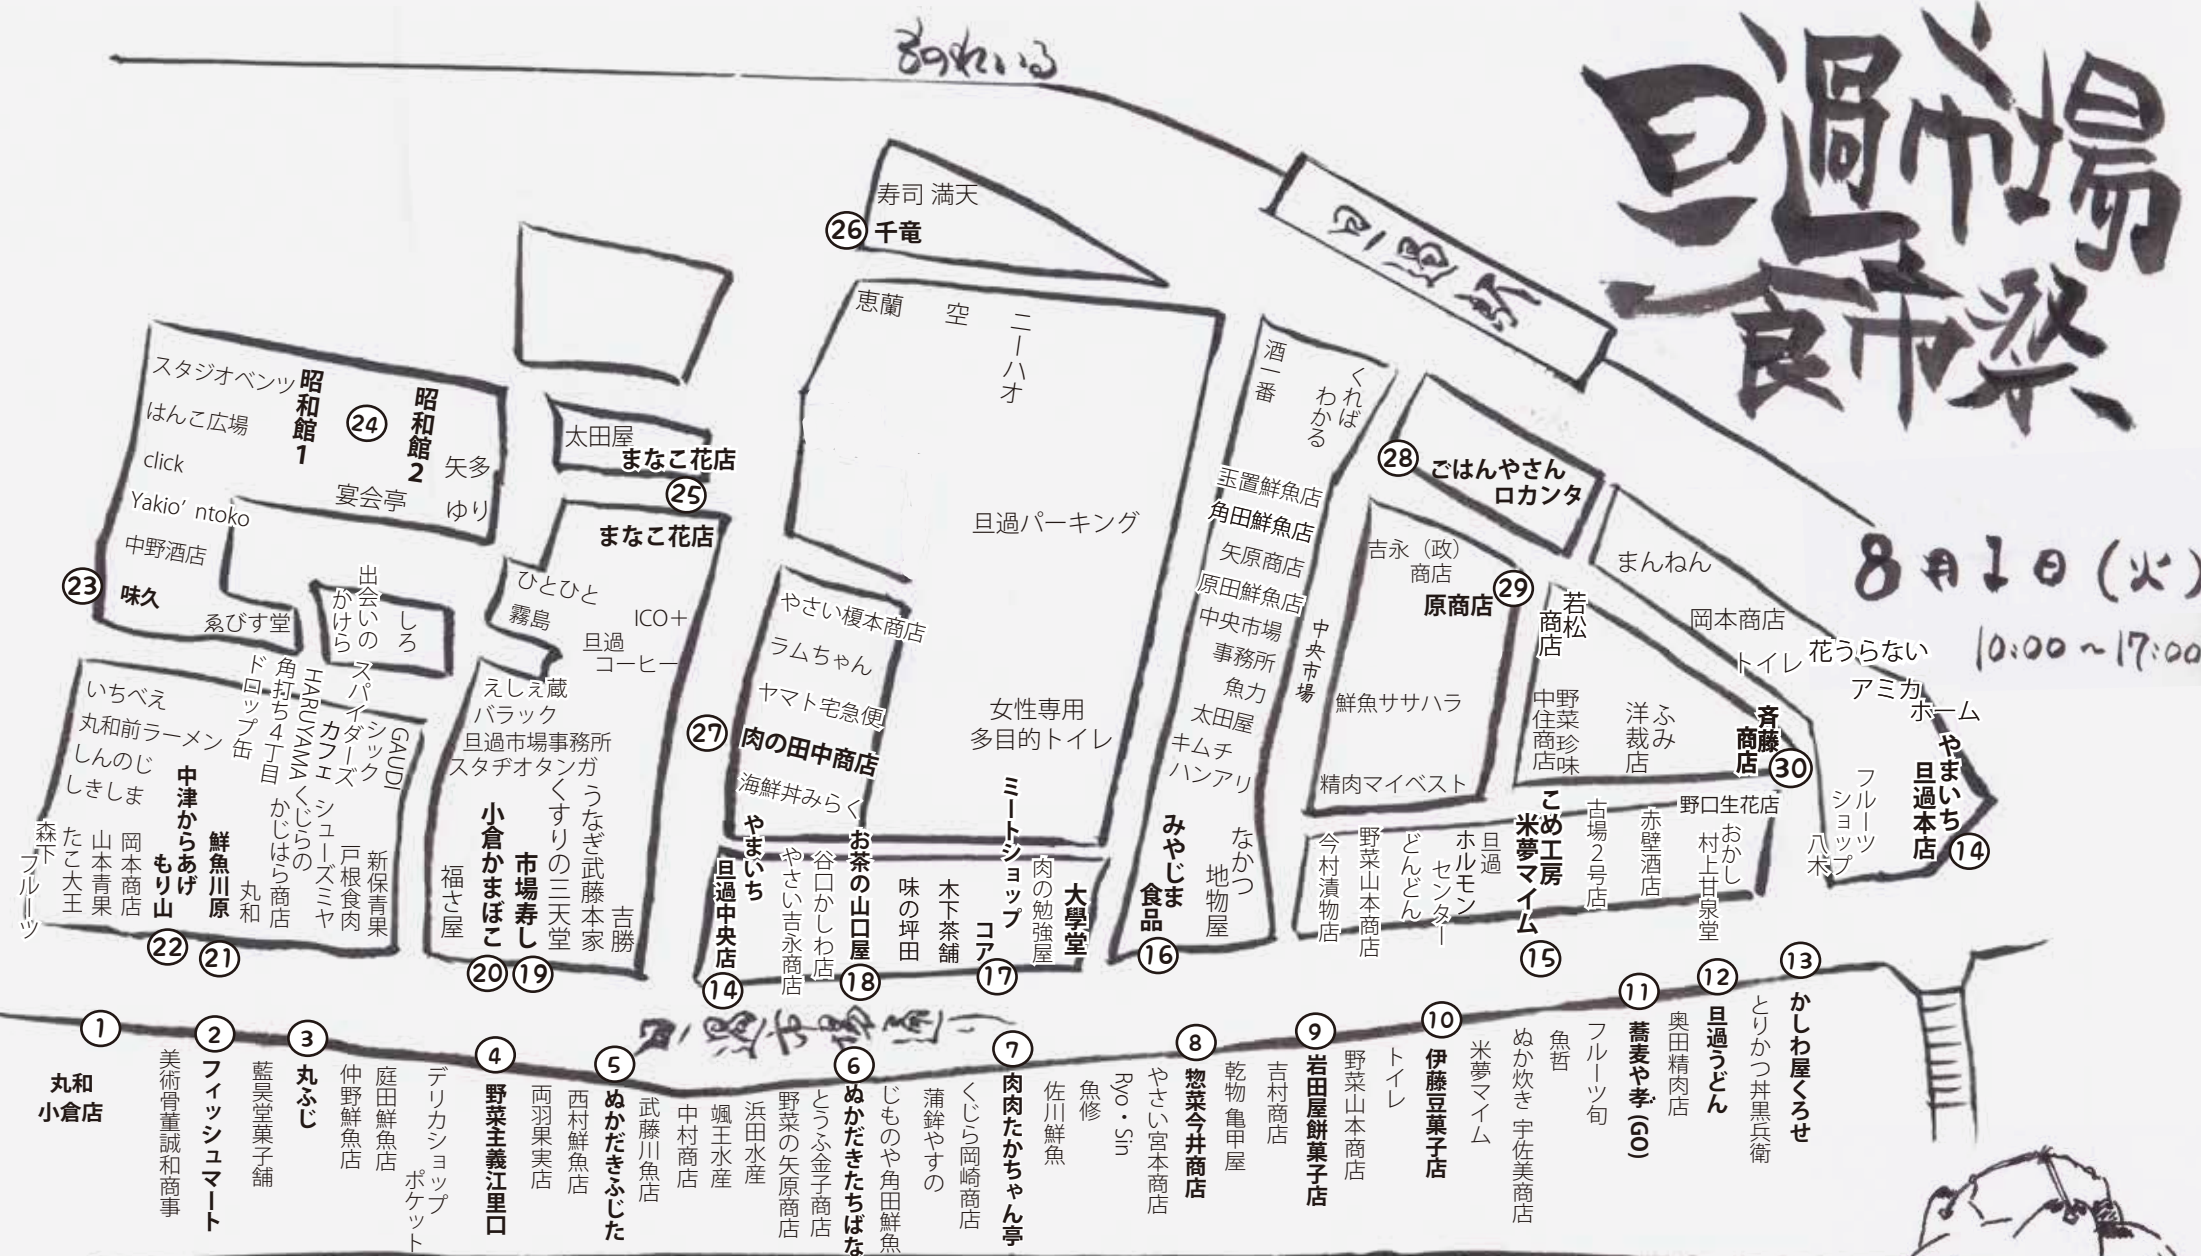 ものれいる
旦過市場
食市祭
8月1日(火)
10:00~17:00
旦過駅
寿司 満天
26 千竜
恵蘭
空
ニーハオ
スタジオベンツ
昭和館1
24
昭和館2
はんこ広場
click
矢多
Yakio' ntoko
宴会亭
ゆり
中野酒店
23
味久
ゑびす堂
出会いの
かけら
しろ
太田屋
まなこ花店
25
まなこ花店
ひとひと
霧島
ICO+
旦過
コーヒー
えしぇ蔵
バラック
旦過市場事務所
スタヂオタンガ
くすりの三天堂
うなぎ武藤本家
吉勝
福さ屋
小倉かまぼこ
20
市場寿し
19
いちべえ
丸和前ラーメン
しんのじ
しきしま
ドロップ缶
角打ち4丁目
HARUYAMA
カフェ
スパイダーズ
シック
GAUDI
森下
フルーツ
たこ大王
山本青果
岡本商店
中津からあげ
もり山
22
鮮魚川原
21
丸和
かじはら商店
くじらの
シューズミヤ
戸根食肉
新保青果
旦過パーキング
女性専用
多目的トイレ
やさい榎本商店
ラムちゃん
ヤマト宅急便
27
肉の田中商店
海鮮丼みらく
やまいち
旦過中央店
14
やさい吉永商店
谷口かしわ店
お茶の山口屋
18
味の坪田
木下茶舗
ミートショップ
コア
17
肉の勉強屋
大學堂
酒一番
くれば
わかる
玉置鮮魚店
角田鮮魚店
矢原商店
原田鮮魚店
中央市場
事務所
魚力
太田屋
キムチ
ハンアリ
中央市場
みやじま
食品
16
なかつ
地物屋
28
ごはんやさん
ロカンタ
吉永(政)
商店
原商店
29
鮮魚ササハラ
精肉マイベスト
若松
商店
まんねん
岡本商店
トイレ
花うらない
アミカ
ホーム
中住商店
野菜珍味
洋裁店
ふみ
斉藤
商店
30
野口生花店
今村漬物店
野菜山本商店
どんどん
旦過
ホルモン
センター
こめ工房
米夢マイム
15
古場2号店
赤壁酒店
おかし
村上甘泉堂
フルーツ
ショップ
八木
やまいち
旦過本店
14
旦過市場通り
1
丸和
小倉店
美術骨董誠和商事
2
フィッシュマート
藍昊堂菓子舗
3
丸ふじ
仲野鮮魚店
庭田鮮魚店
デリカショップ
ポケット
4
野菜主義江里口
両羽果実店
西村鮮魚店
5
ぬかだきふじた
武藤川魚店
中村商店
颯王水産
浜田水産
野菜の矢原商店
とうふ金子商店
6
ぬかだきたちばな
じものや角田鮮魚
蒲鉾やすの
くじら岡崎商店
7
肉肉たかちゃん亭
佐川鮮魚
魚修
Ryo・Sin
やさい宮本商店
8
惣菜今井商店
乾物 亀甲屋
吉村商店
9
岩田屋餅菓子店
野菜山本商店
トイレ
10
伊藤豆菓子店
米夢マイム
ぬか炊き 宇佐美商店
魚哲
フルーツ旬
11
蕎麦や孝(GO)
奥田精肉店
12
旦過うどん
とりかつ丼黒兵衛
13
かしわ屋くろせ